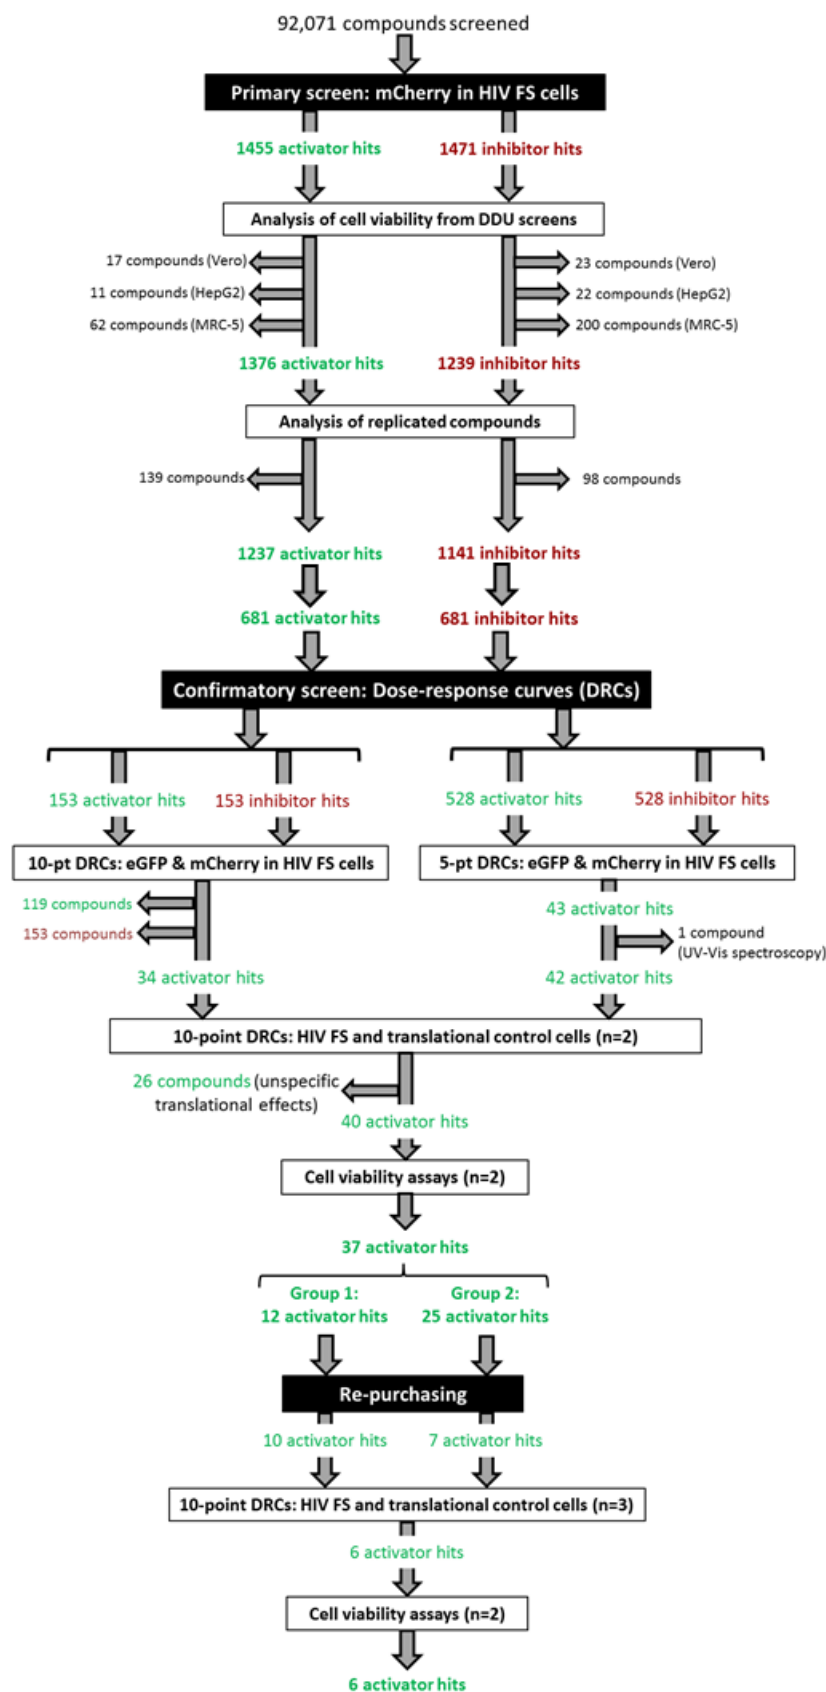 92,071 compounds screened
Primary screen: mCherry in HIV FS cells
1455 activator hits
1471 inhibitor hits
Analysis of cell viability from DDU screens
17 compounds (Vero)
23 compounds (Vero)
11 compounds (HepG2)
22 compounds (HepG2)
62 compounds (MRC-5)
200 compounds (MRC-5)
1376 activator hits
1239 inhibitor hits
Analysis of replicated compounds
139 compounds
98 compounds
1237 activator hits
1141 inhibitor hits
681 activator hits
681 inhibitor hits
Confirmatory screen: Dose-response curves (DRCs)
153 activator hits
153 inhibitor hits
528 activator hits
528 inhibitor hits
10-pt DRCs: eGFP & mCherry in HIV FS cells
5-pt DRCs: eGFP & mCherry in HIV FS cells
119 compounds
153 compounds
43 activator hits
1 compound
(UV-Vis spectroscopy)
34 activator hits
42 activator hits
10-point DRCs: HIV FS and translational control cells (n=2)
26 compounds (unspecific
translational effects)
40 activator hits
Cell viability assays (n=2)
37 activator hits
Group 1:
12 activator hits
Group 2:
25 activator hits
Re-purchasing
10 activator hits
7 activator hits
10-point DRCs: HIV FS and translational control cells (n=3)
6 activator hits
Cell viability assays (n=2)
6 activator hits